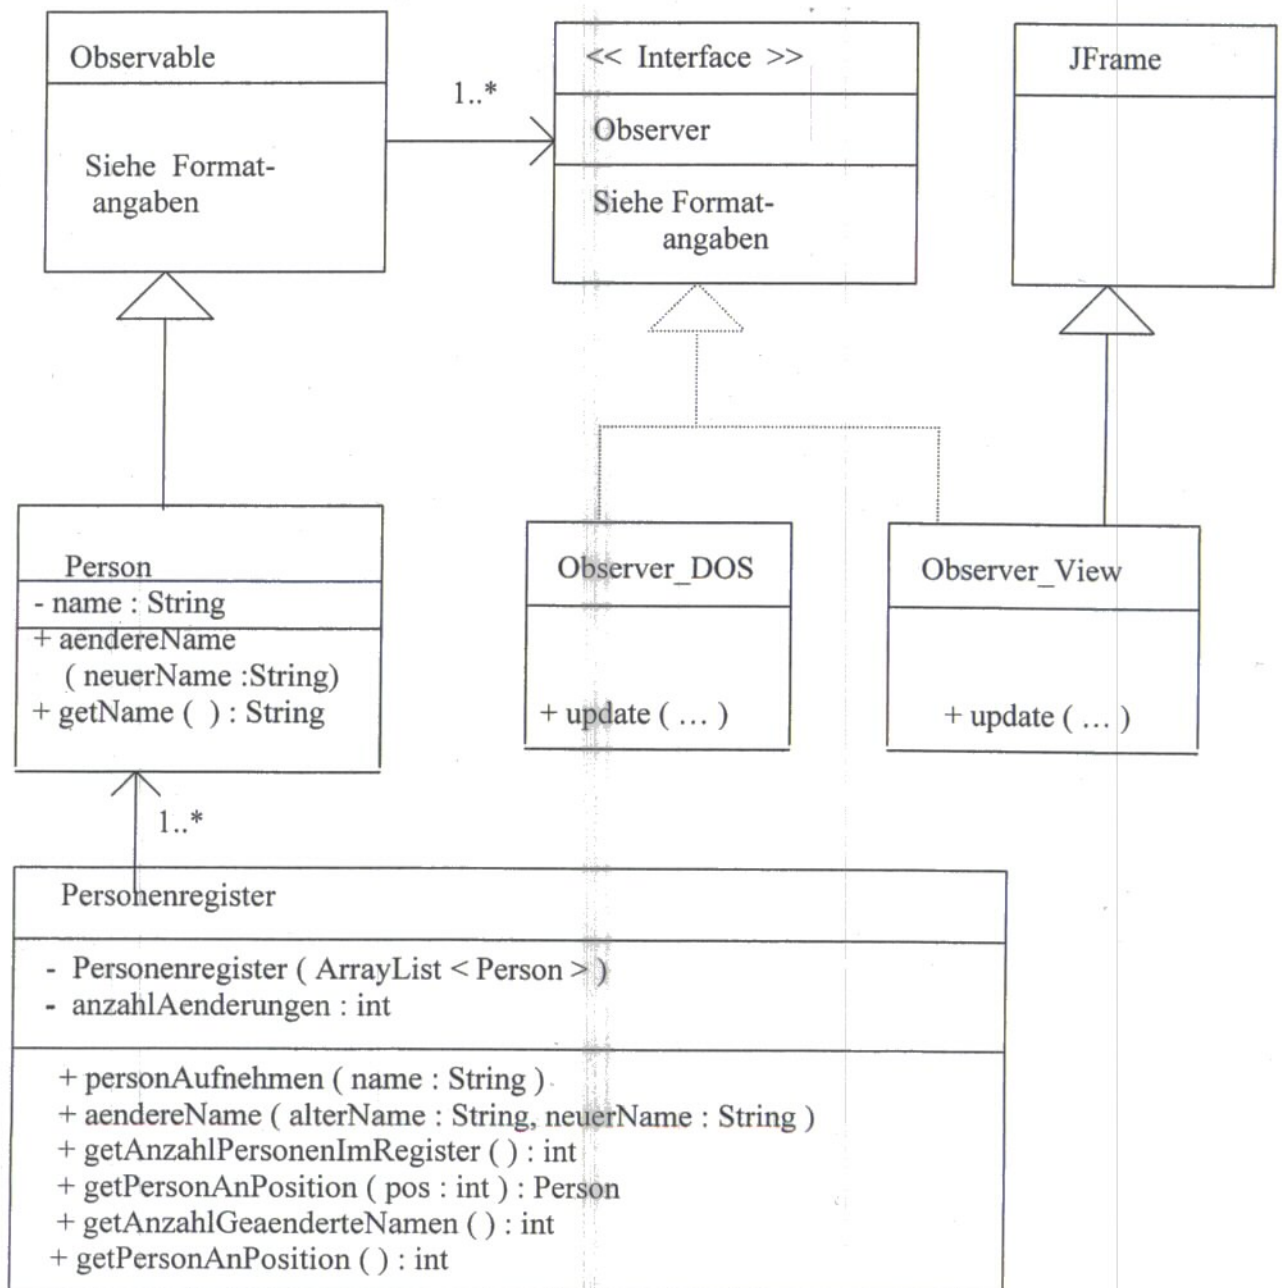 Observable
Siehe Format-
angaben
1..*
<< Interface >>
Observer
Siehe Format-
angaben
JFrame
Person
- name : String
+ aendereName
( neuerName :String)
+ getName ( ) : String
Observer_DOS
+ update ( ... )
Observer_View
+ update ( ... )
1..*
Personenregister
- Personenregister ( ArrayList < Person > )
- anzahlAenderungen : int
+ personAufnehmen ( name : String )
+ aendereName ( alterName : String, neuerName : String )
+ getAnzahlPersonenImRegister ( ) : int
+ getPersonAnPosition ( pos : int ) : Person
+ getAnzahlGeaenderteNamen ( ) : int
+ getPersonAnPosition ( ) : int